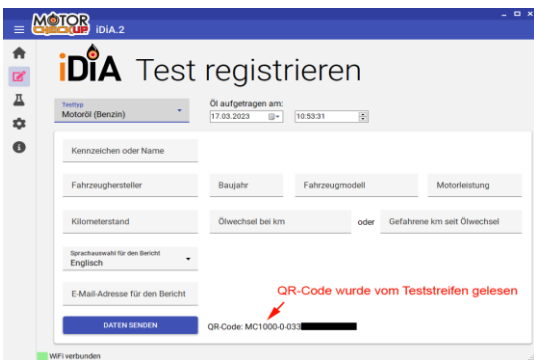 MOTOR
CHECKUP iDiA.2
iDiA Test registrieren
Testtyp
Motoröl (Benzin)
Öl aufgetragen am:
17.03.2023 10:53:31
Kennzeichen oder Name
Fahrzeughersteller Baujahr Fahrzeugmodell Motorleistung
Kilometerstand Ölwechsel bei km oder Gefahrene km seit Ölwechsel
Sprachauswahl für den Bericht
Englisch
QR-Code wurde vom Teststreifen gelesen
E-Mail-Adresse für den Bericht
DATEN SENDEN QR-Code: MC1000-0-033
WiFi verbunden